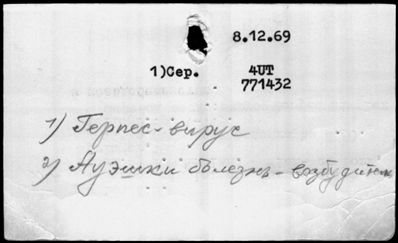 8.12.69
1)Сер. 4UT
771432
1) Герпес-вирус
2) Ауэшки болезнь - возбудитель